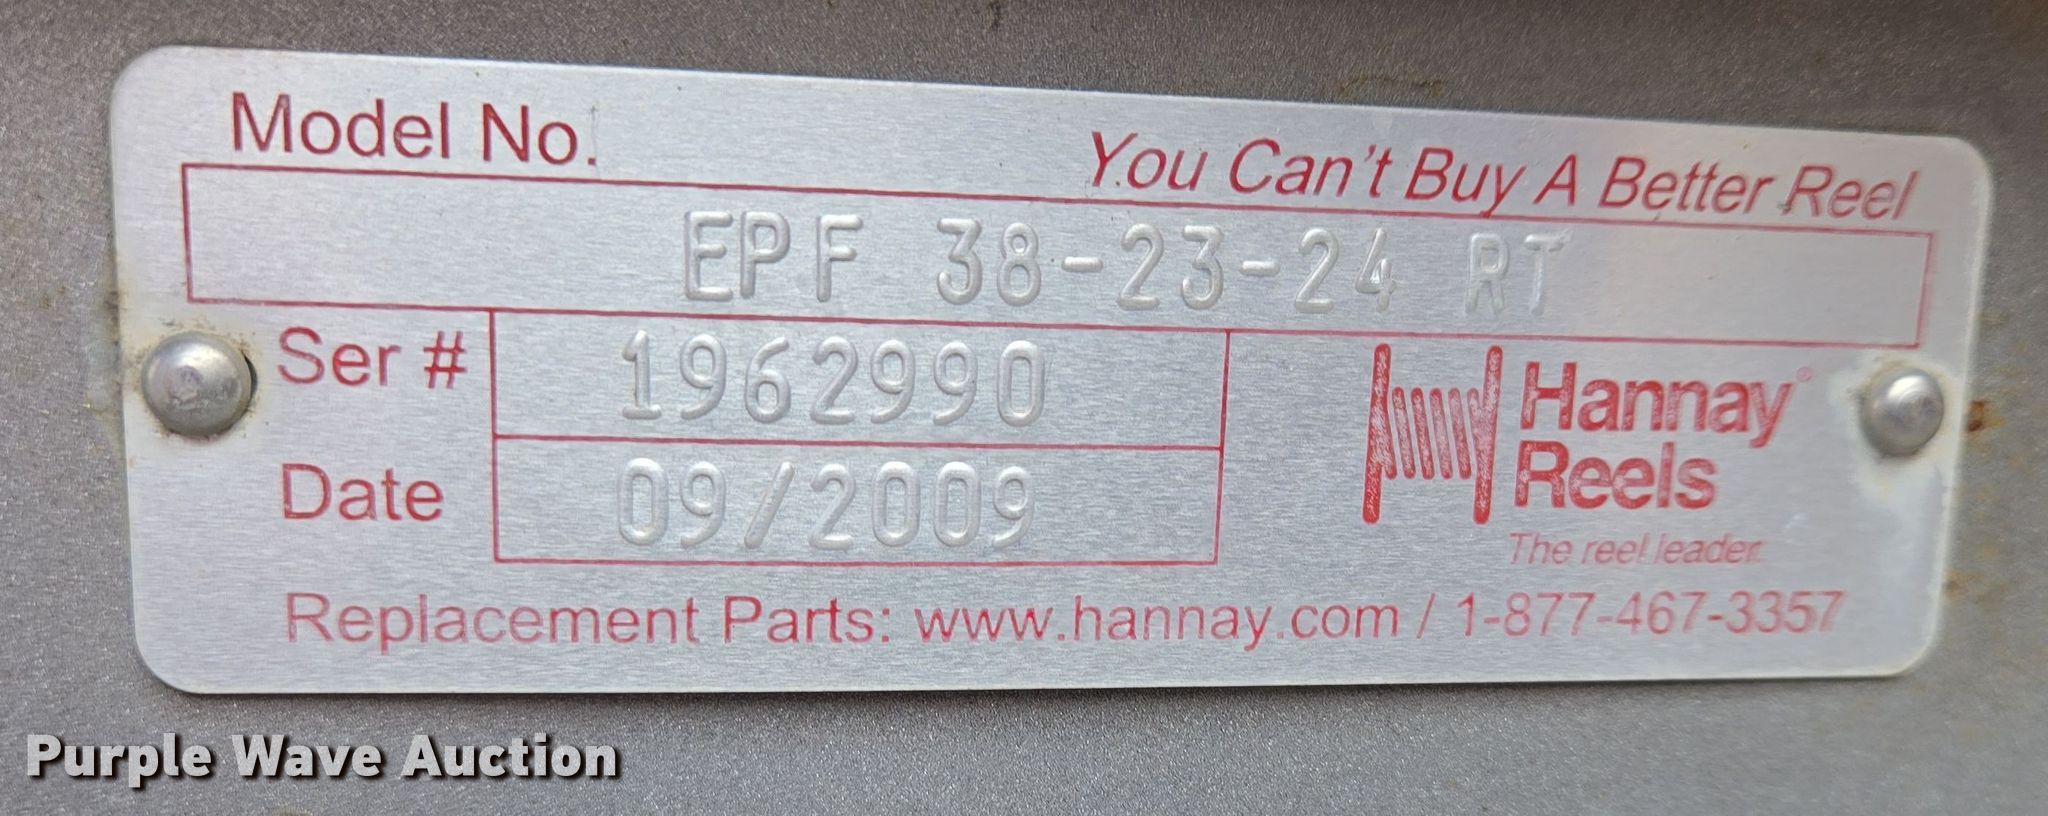 Model No.
You Can't Buy A Better Reel
EPF 38-23-24 RT
Ser # 1962990
Hannay®
Reels
Date 09/2009
The reel leader.
Replacement Parts: www.hannay.com / 1-877-467-3357
Purple Wave Auction